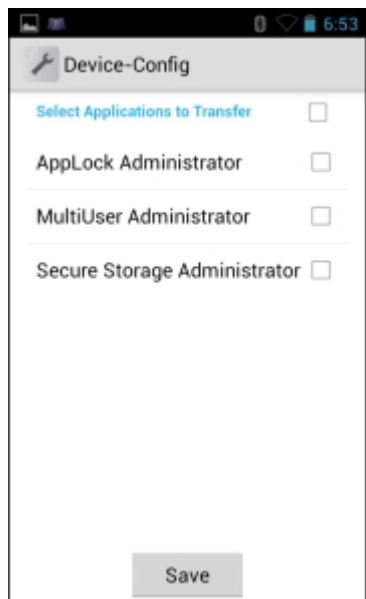 6:53
Device-Config
Select Applications to Transfer
AppLock Administrator
MultiUser Administrator
Secure Storage Administrator
Save